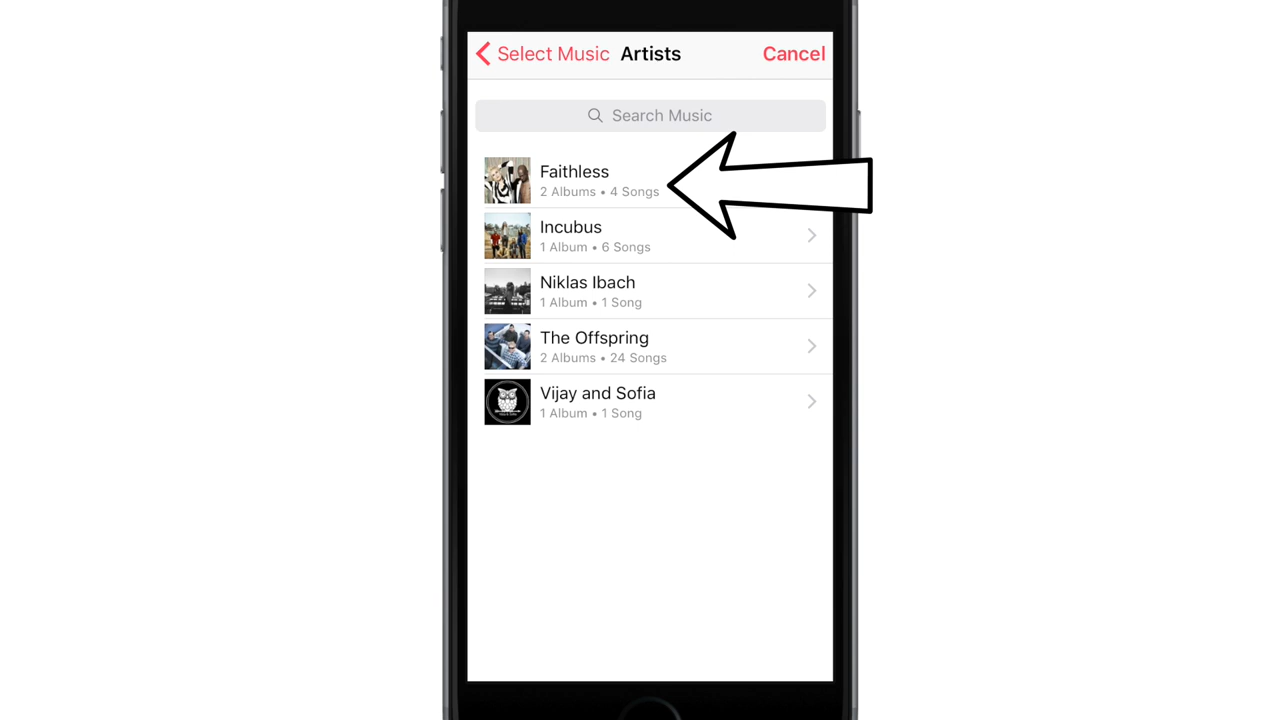 Select Music Artists Cancel
Search Music
Faithless
2 Albums • 4 Songs
Incubus
1 Album • 6 Songs
Niklas Ibach
1 Album • 1 Song
The Offspring
2 Albums • 24 Songs
Vijay and Sofia
1 Album • 1 Song